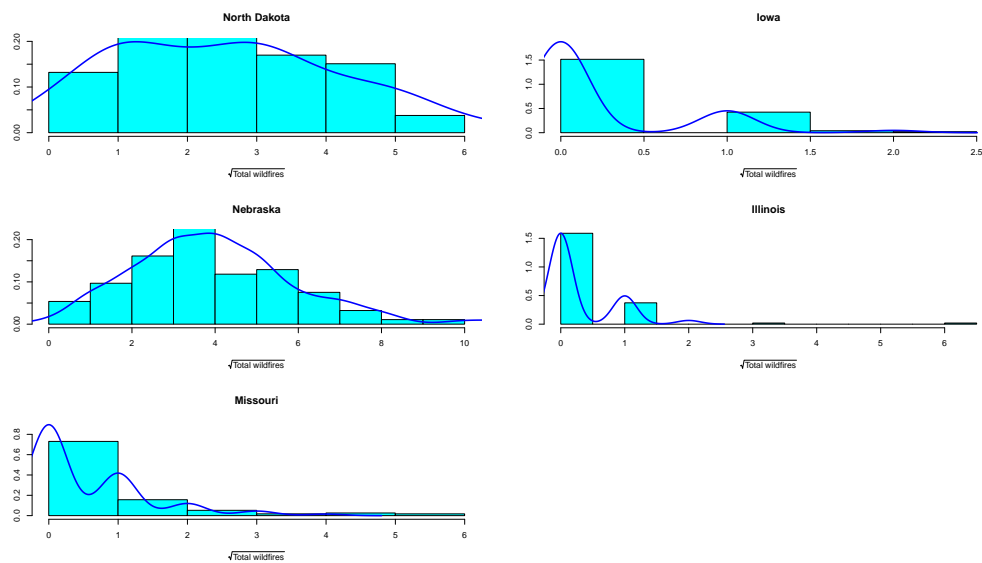 North Dakota
0.00 0.10 0.20
0 1 2 3 4 5 6
√Total wildfires
Iowa
0.0 0.5 1.0 1.5
0.0 0.5 1.0 1.5 2.0 2.5
√Total wildfires
Nebraska
0.00 0.10 0.20
0 2 4 6 8 10
√Total wildfires
Illinois
0.0 0.5 1.0 1.5
0 1 2 3 4 5 6
√Total wildfires
Missouri
0.0 0.2 0.4 0.6 0.8
0 1 2 3 4 5 6
√Total wildfires